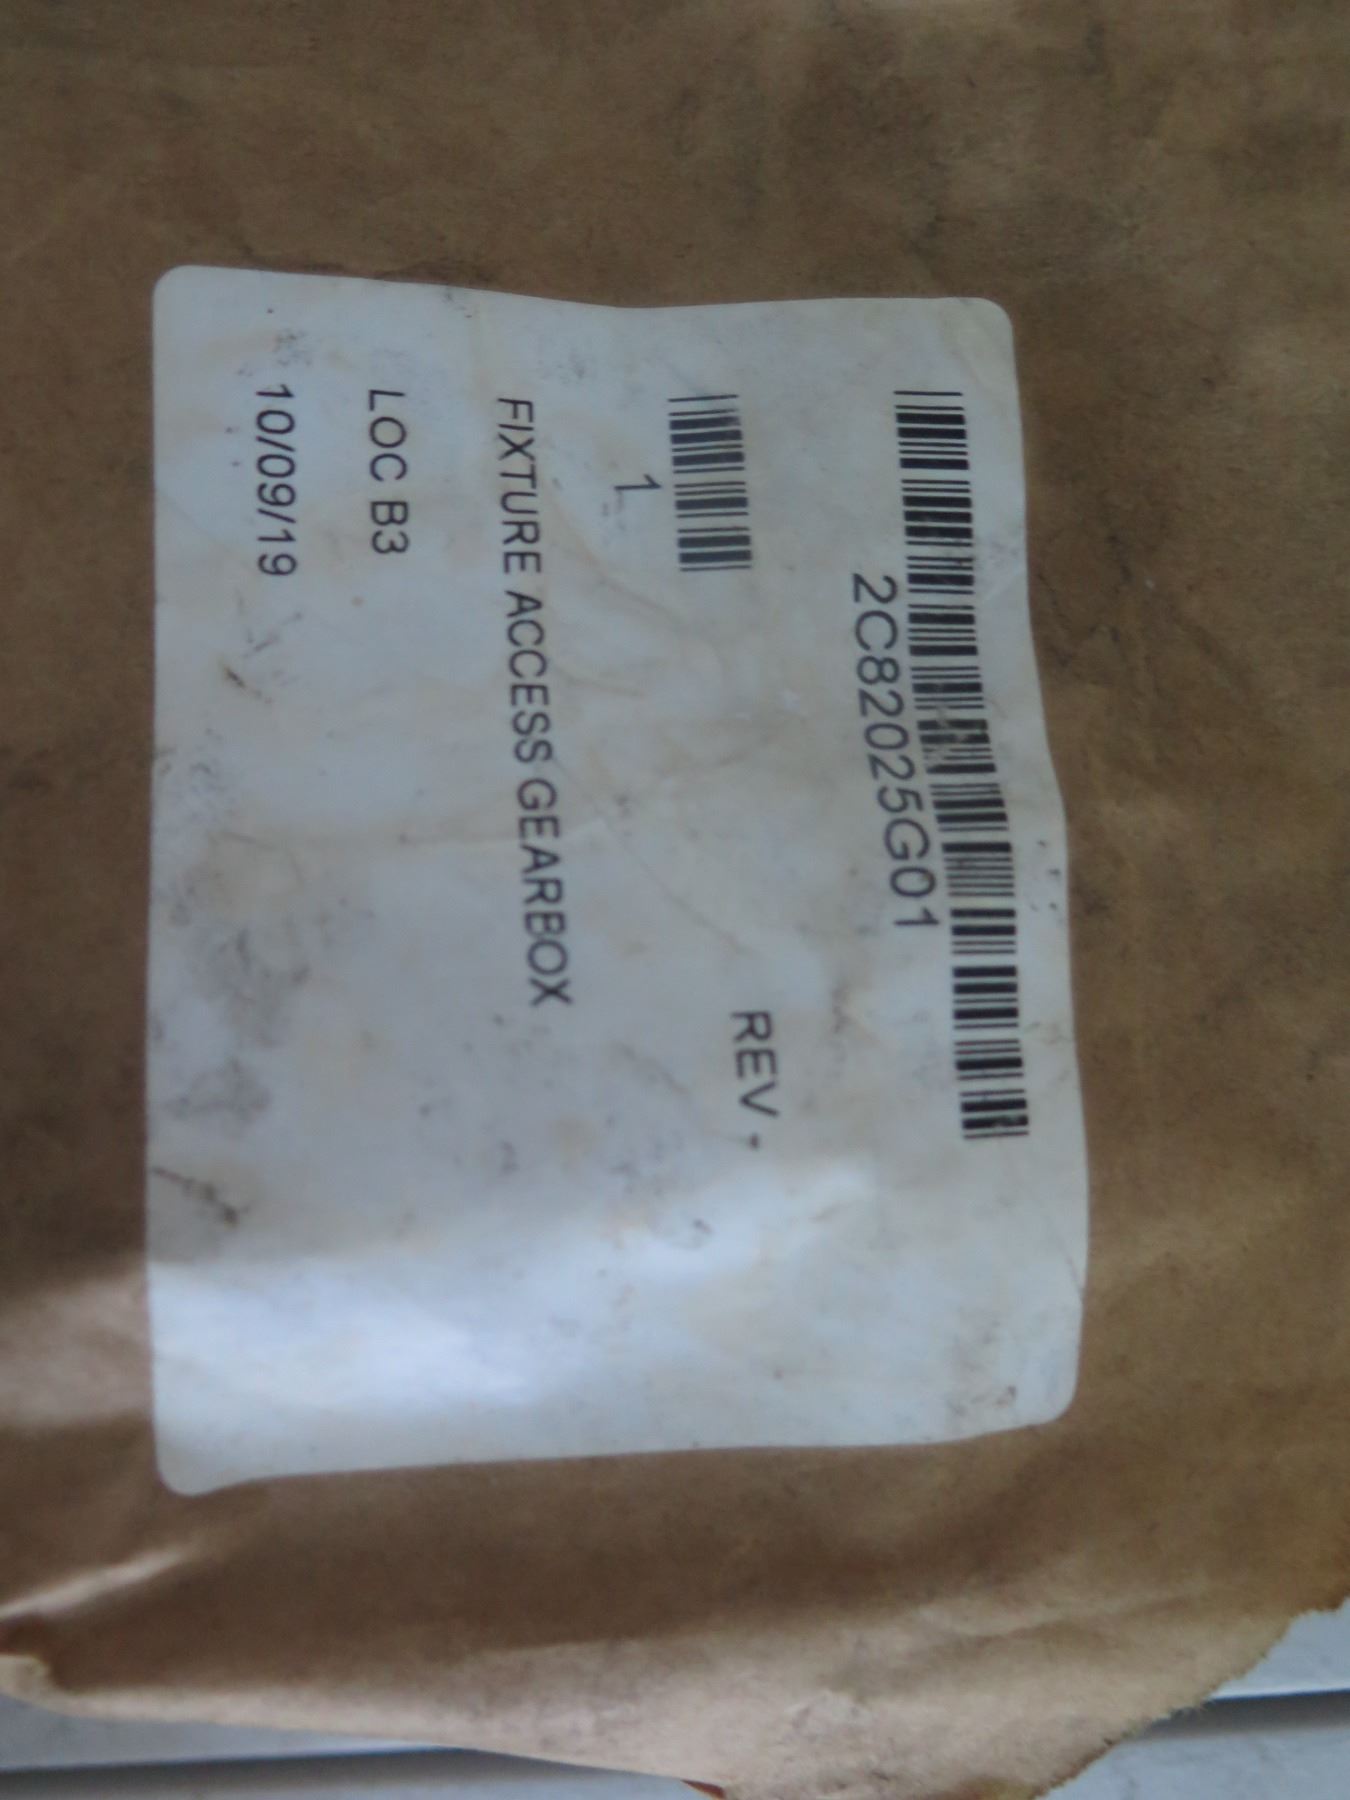 2C82025G01
REV -
1
FIXTURE ACCESS GEARBOX
LOC B3
10/09/19